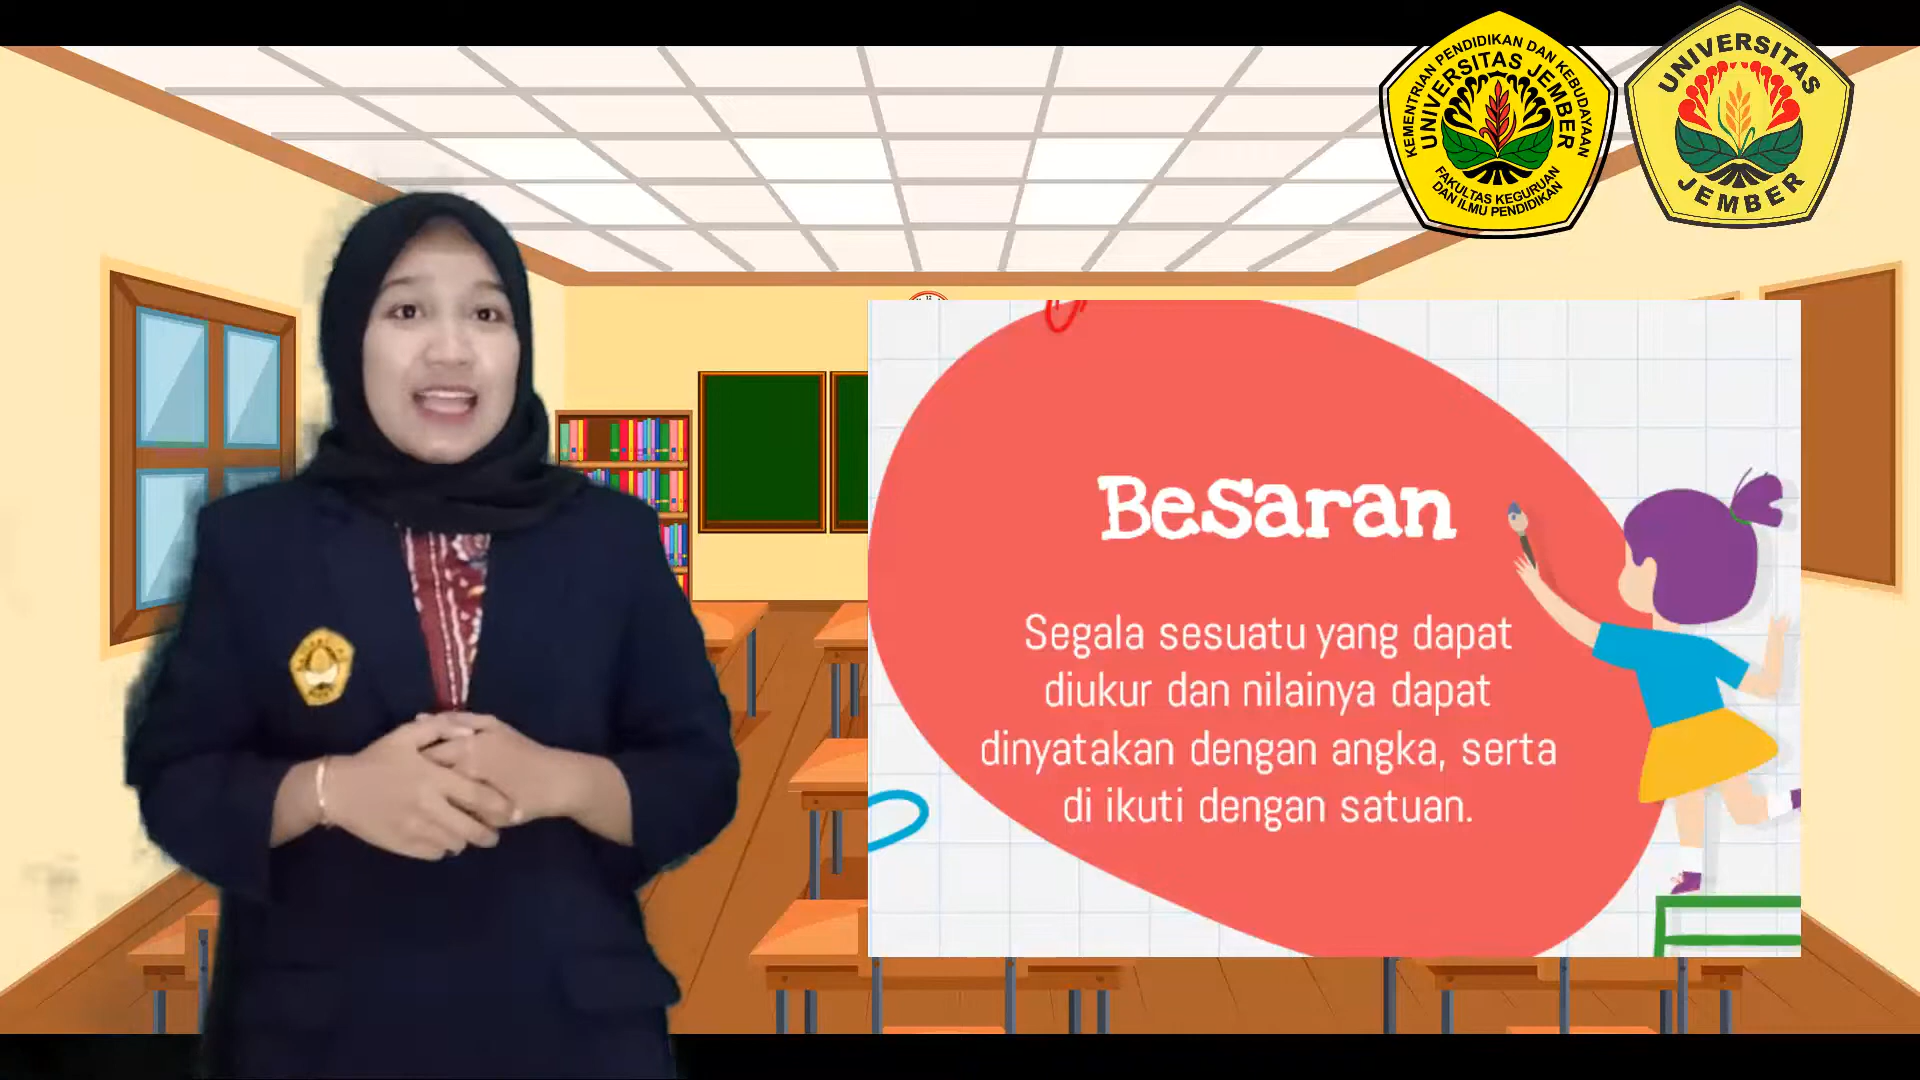 KEMENTRIAN PENDIDIKAN DAN KEBUDAYAAN
UNIVERSITAS JEMBER
FAKULTAS KEGURUAN
DAN ILMU PENDIDIKAN
UNIVERSITAS
JEMBER
Besaran
Segala sesuatu yang dapat
diukur dan nilainya dapat
dinyatakan dengan angka, serta
di ikuti dengan satuan.